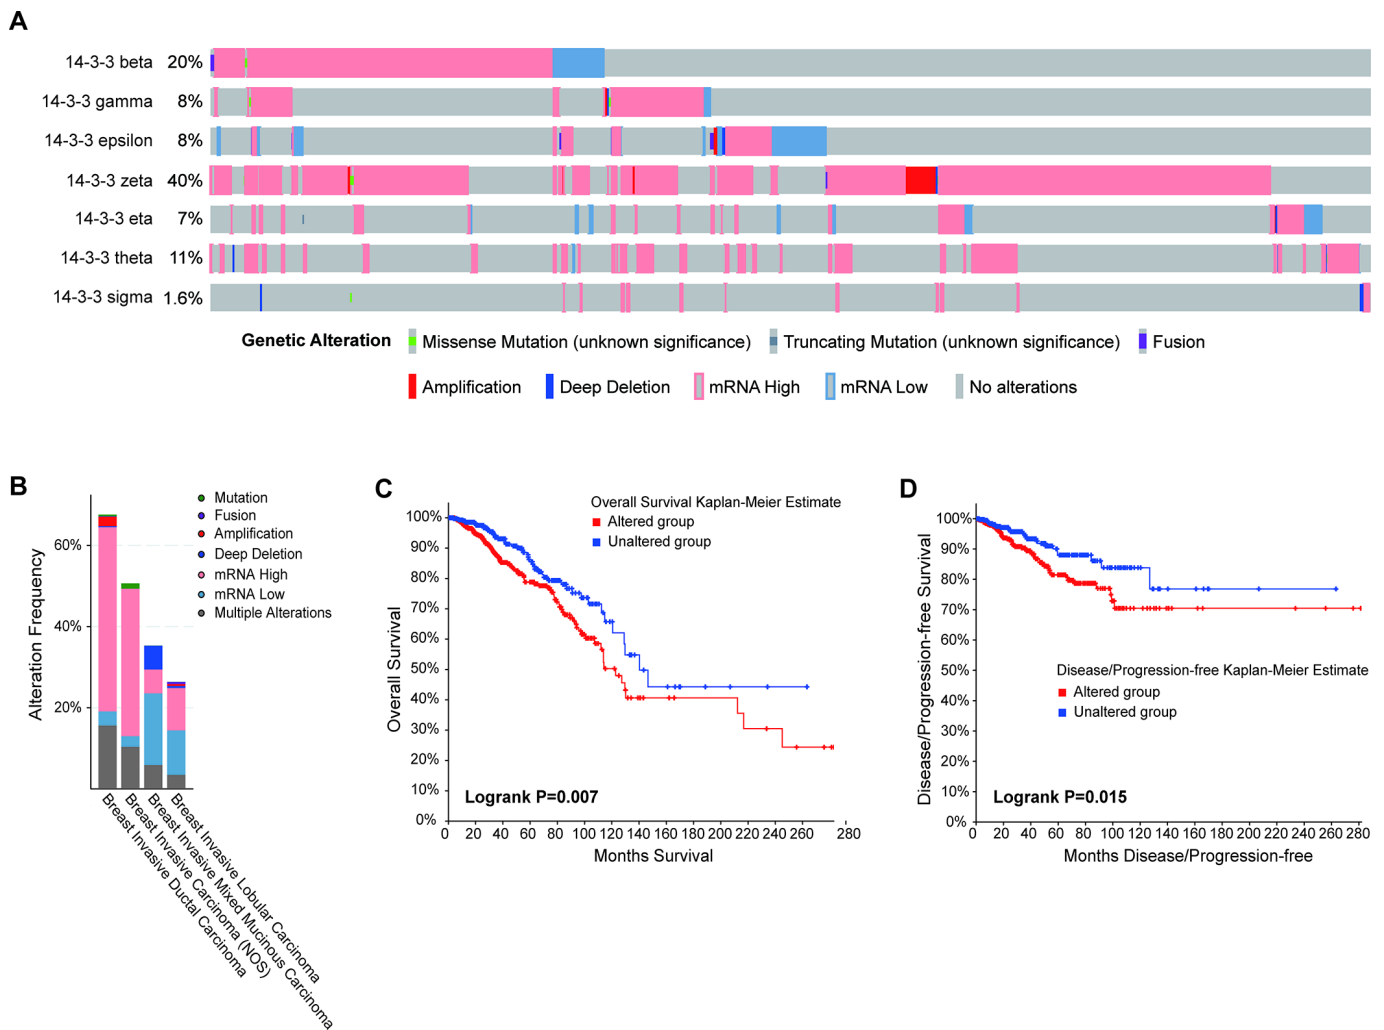 A
14-3-3 beta 20%
14-3-3 gamma 8%
14-3-3 epsilon 8%
14-3-3 zeta 40%
14-3-3 eta 7%
14-3-3 theta 11%
14-3-3 sigma 1.6%
Genetic Alteration Missense Mutation (unknown significance) Truncating Mutation (unknown significance) Fusion
Amplification Deep Deletion mRNA High mRNA Low No alterations
B
Alteration Frequency
60%
40%
20%
Mutation
Fusion
Amplification
Deep Deletion
mRNA High
mRNA Low
Multiple Alterations
Breast Invasive Ductal Carcinoma
Breast Invasive Carcinoma (NOS)
Breast Invasive Mixed Mucinous Carcinoma
Breast Invasive Lobular Carcinoma
C
Overall Survival Kaplan-Meier Estimate
Altered group
Unaltered group
Overall Survival
100%
90%
80%
70%
60%
50%
40%
30%
20%
10%
0%
Logrank P=0.007
0 20 40 60 80 100 120 140 160 180 200 220 240 260 280
Months Survival
D
Disease/Progression-free Survival
100%
90%
80%
70%
60%
50%
40%
30%
20%
10%
0%
Disease/Progression-free Kaplan-Meier Estimate
Altered group
Unaltered group
Logrank P=0.015
0 20 40 60 80 100 120 140 160 180 200 220 240 260 280
Months Disease/Progression-free